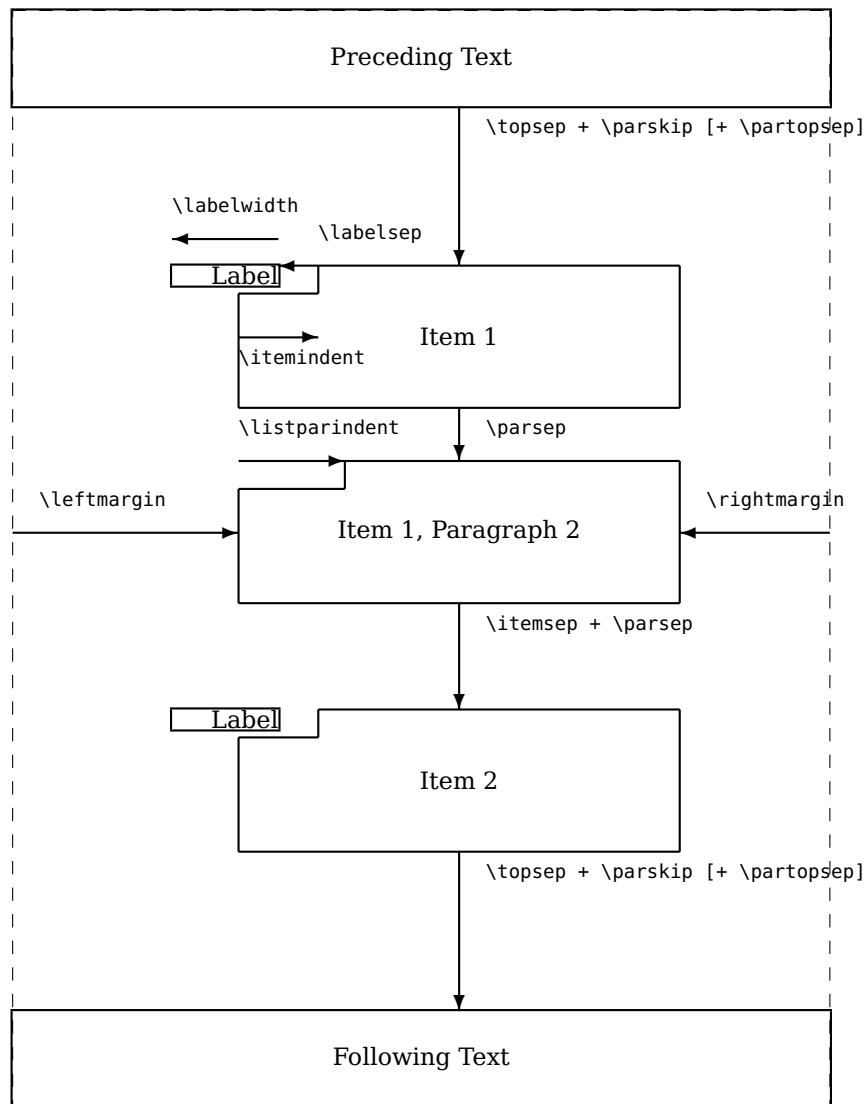 Preceding Text
\topsep + \parskip [+ \partopsep]
\labelwidth
\labelsep
Label
Item 1
\itemindent
\listparindent
\parsep
\leftmargin
\rightmargin
Item 1, Paragraph 2
\itemsep + \parsep
Label
Item 2
\topsep + \parskip [+ \partopsep]
Following Text